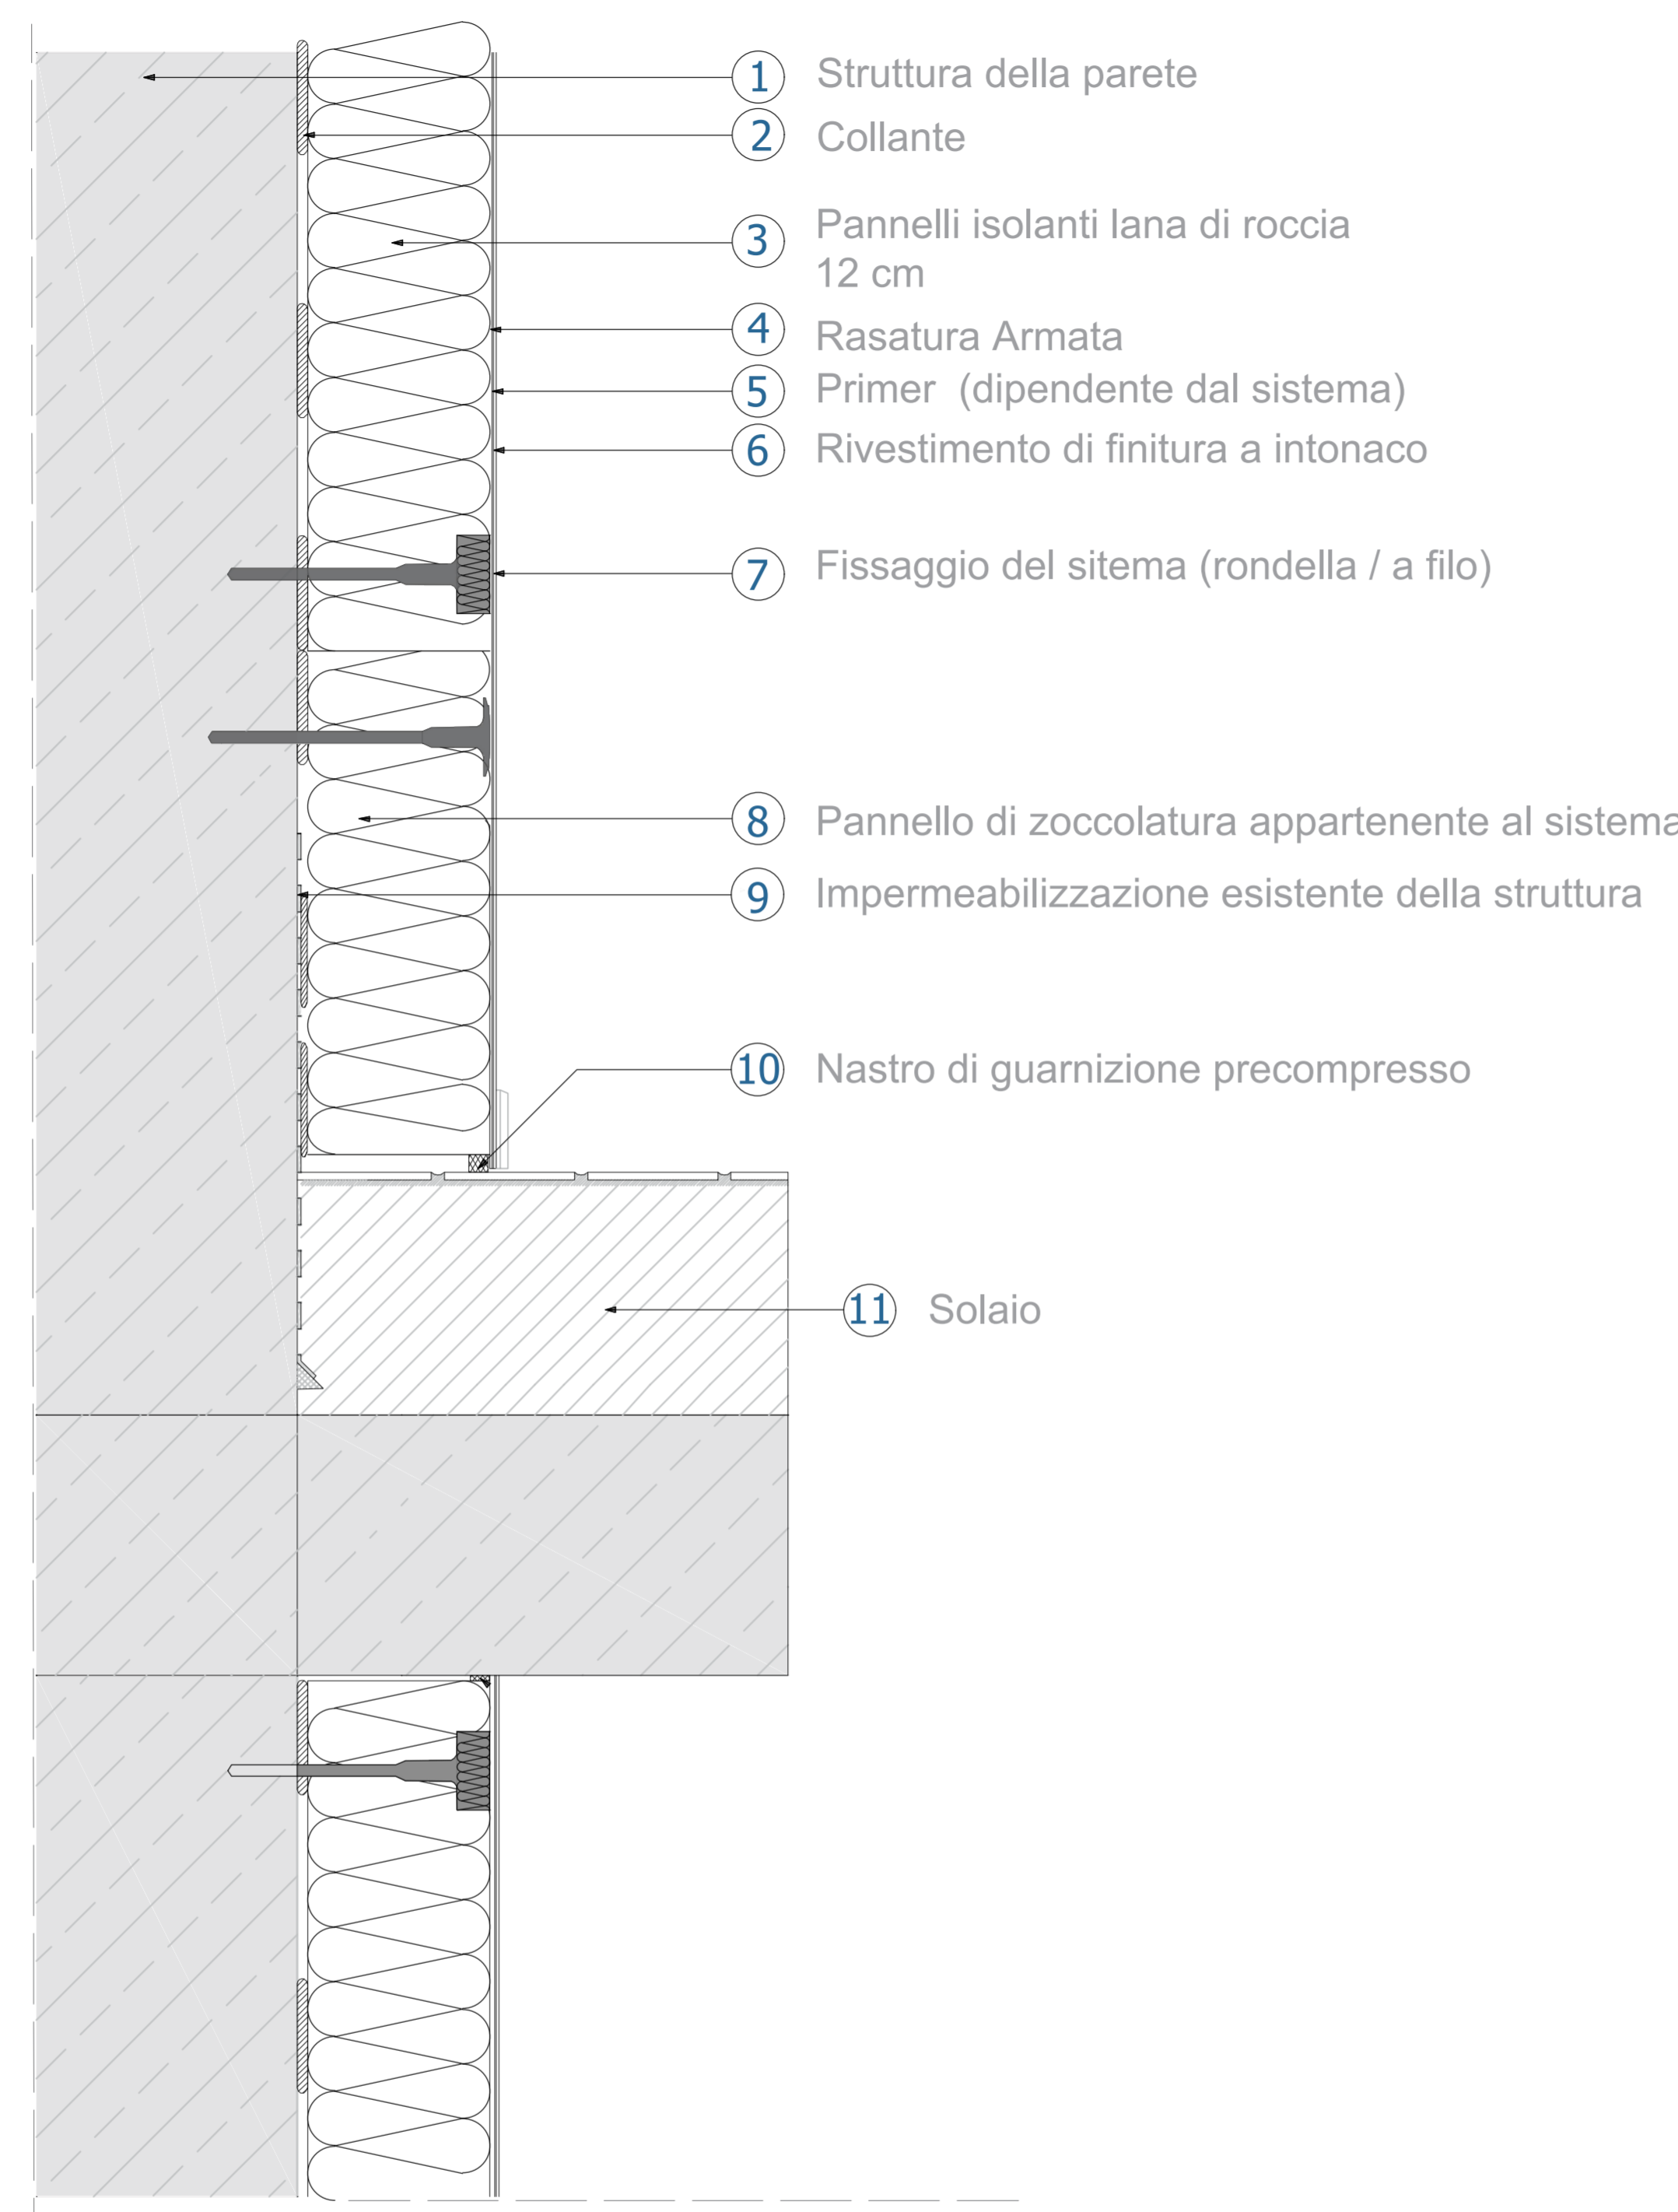 1 Struttura della parete
2 Collante
3 Pannelli isolanti lana di roccia
12 cm
4 Rasatura Armata
5 Primer (dipendente dal sistema)
6 Rivestimento di finitura a intonaco
7 Fissaggio del sitema (rondella / a filo)
8 Pannello di zoccolatura appartenente al sistema
9 Impermeabilizzazione esistente della struttura
10 Nastro di guarnizione precompresso
11 Solaio